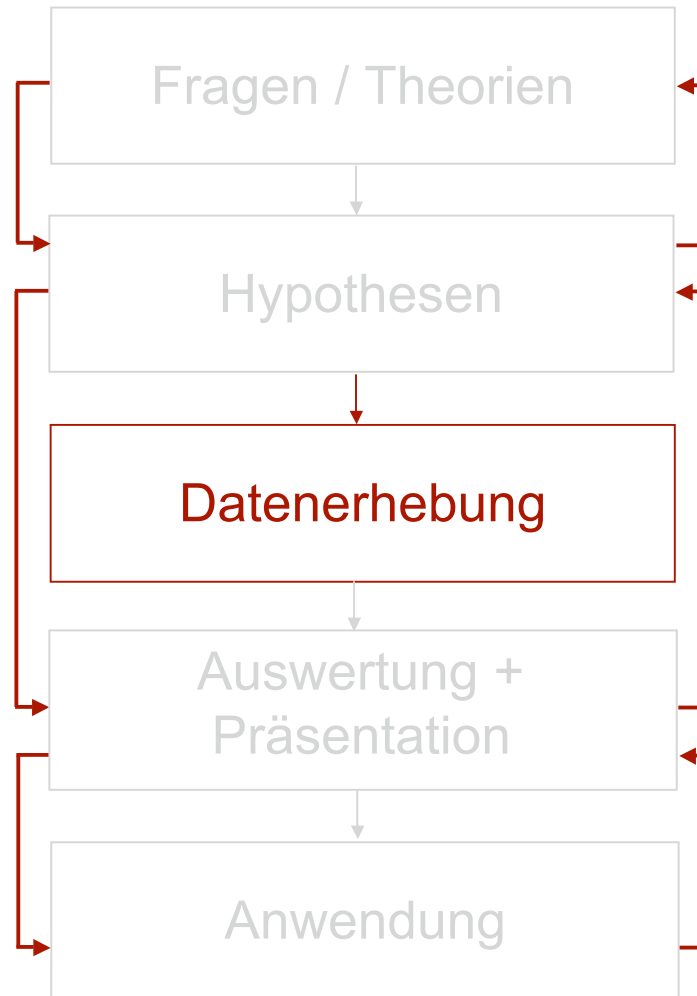 Fragen / Theorien
Hypothesen
Datenerhebung
Auswertung +
Präsentation
Anwendung